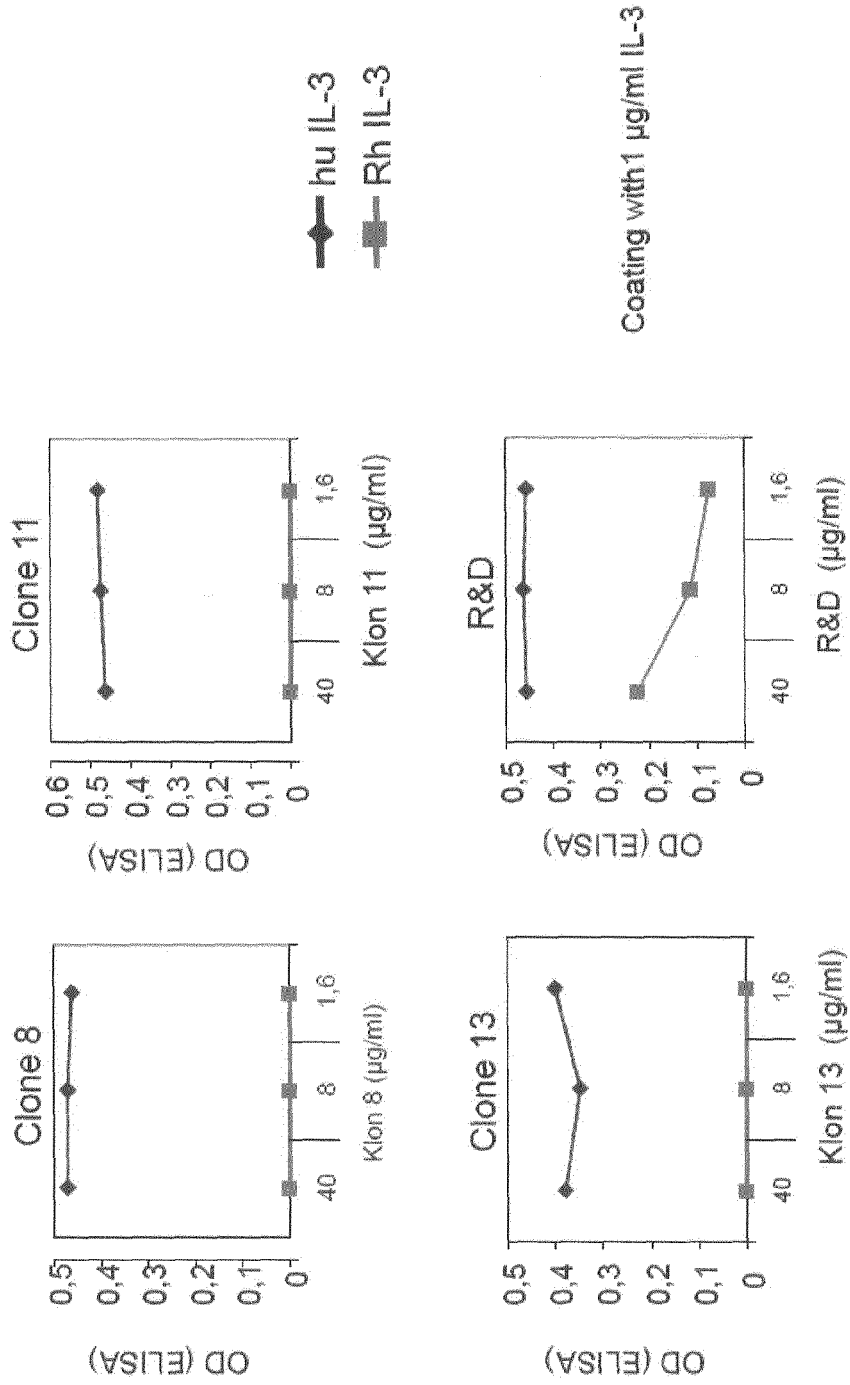 Clone 8
OD (ELISA)
0,5
0,4
0,3
0,2
0,1
0
40
8
1,6
Klon 8 (µg/ml)
Clone 11
OD (ELISA)
0,6
0,5
0,4
0,3
0,2
0,1
0
40
8
1,6
Klon 11 (µg/ml)
hu IL-3
Rh IL-3
Clone 13
OD (ELISA)
0,5
0,4
0,3
0,2
0,1
0
40
8
1,6
Klon 13 (µg/ml)
R&D
OD (ELISA)
0,5
0,4
0,3
0,2
0,1
0
40
8
1,6
R&D (µg/ml)
Coating with1 µg/ml IL-3